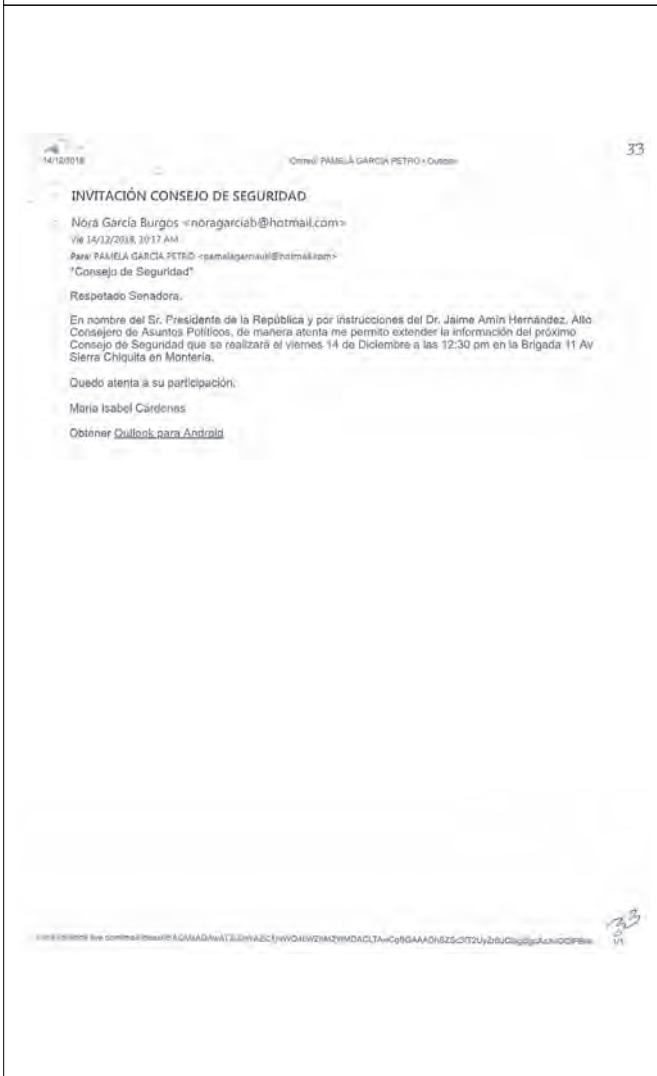 14/12/2018 Correo: PAMELA GARCIA PETRO - Outlook
33
INVITACIÓN CONSEJO DE SEGURIDAD
Nora García Burgos <noragarciab@hotmail.com>
Vie 14/12/2018, 10:17 AM
Para: PAMELA GARCIA PETRO
"Consejo de Seguridad"
Respetado Senadora,
En nombre del Sr. Presidente de la República y por instrucciones del Dr. Jaime Amin Hernández, Alto
Consejero de Asuntos Políticos, de manera atenta me permito extender la información del próximo
Consejo de Seguridad que se realizará el viernes 14 de Diciembre a las 12:30 pm en la Brigada 11 Av
Sierra Chiquita en Montería.
Quedo atenta a su participación.
Maria Isabel Cárdenas
Obtener Outlook para Android
33